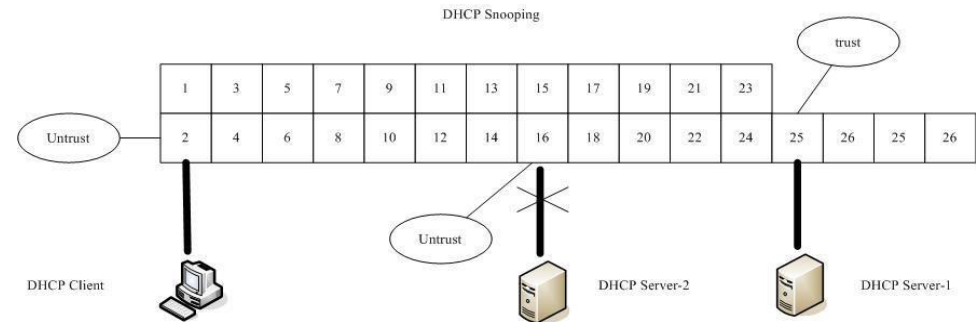 DHCP Snooping
trust
1 3 5 7 9 11 13 15 17 19 21 23
Untrust
2 4 6 8 10 12 14 16 18 20 22 24 25 26 25 26
Untrust
DHCP Client
DHCP Server-2
DHCP Server-1